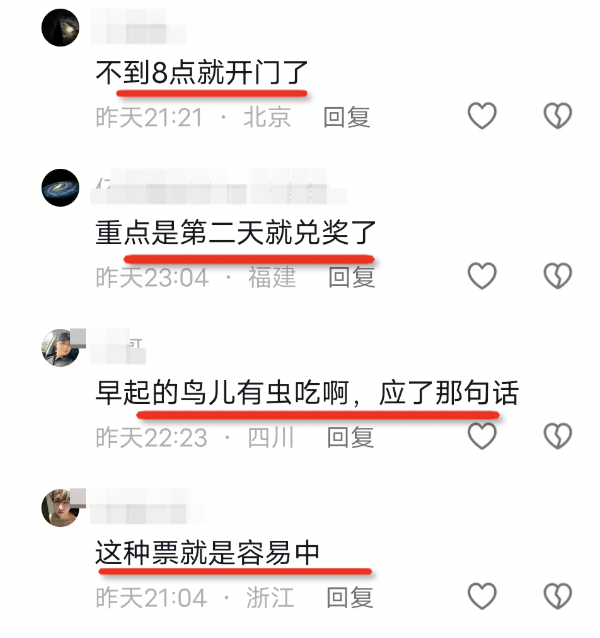 不到8点就开门了
昨天21:21 · 北京 回复
重点是第二天就兑奖了
昨天23:04 · 福建 回复
早起的鸟儿有虫吃啊，应了那句话
昨天22:23 · 四川 回复
这种票就是容易中
昨天21:04 · 浙江 回复